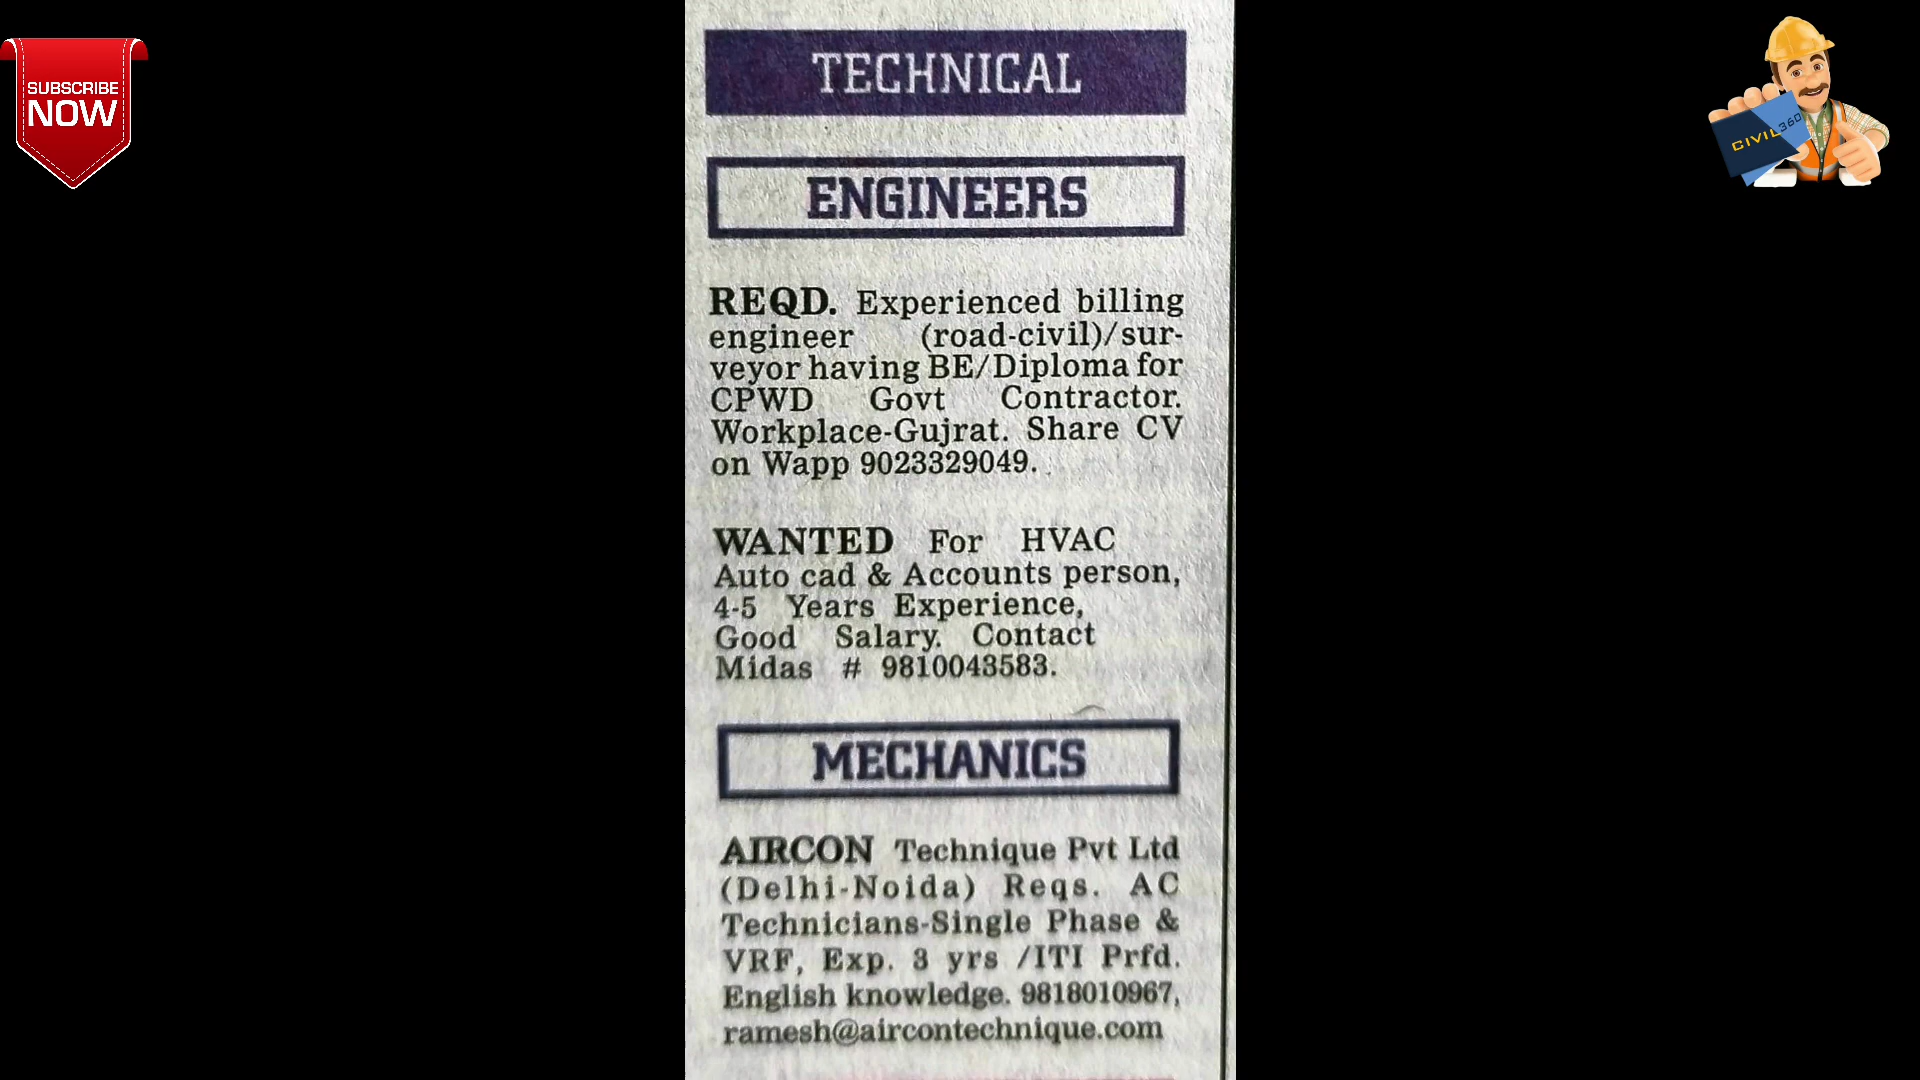 SUBSCRIBE
NOW
CIVIL360
TECHNICAL
ENGINEERS
REQD. Experienced billing
engineer (road-civil)/sur-
veyor having BE/Diploma for
CPWD Govt Contractor.
Workplace-Gujrat. Share CV
on Wapp 9023329049.
WANTED For HVAC
Auto cad & Accounts person,
4-5 Years Experience,
Good Salary. Contact
Midas # 9810043583.
MECHANICS
AIRCON Technique Pvt Ltd
(Delhi-Noida) Reqs. AC
Technicians-Single Phase &
VRF, Exp. 3 yrs /ITI Prfd.
English knowledge. 9818010967,
ramesh@aircontechnique.com